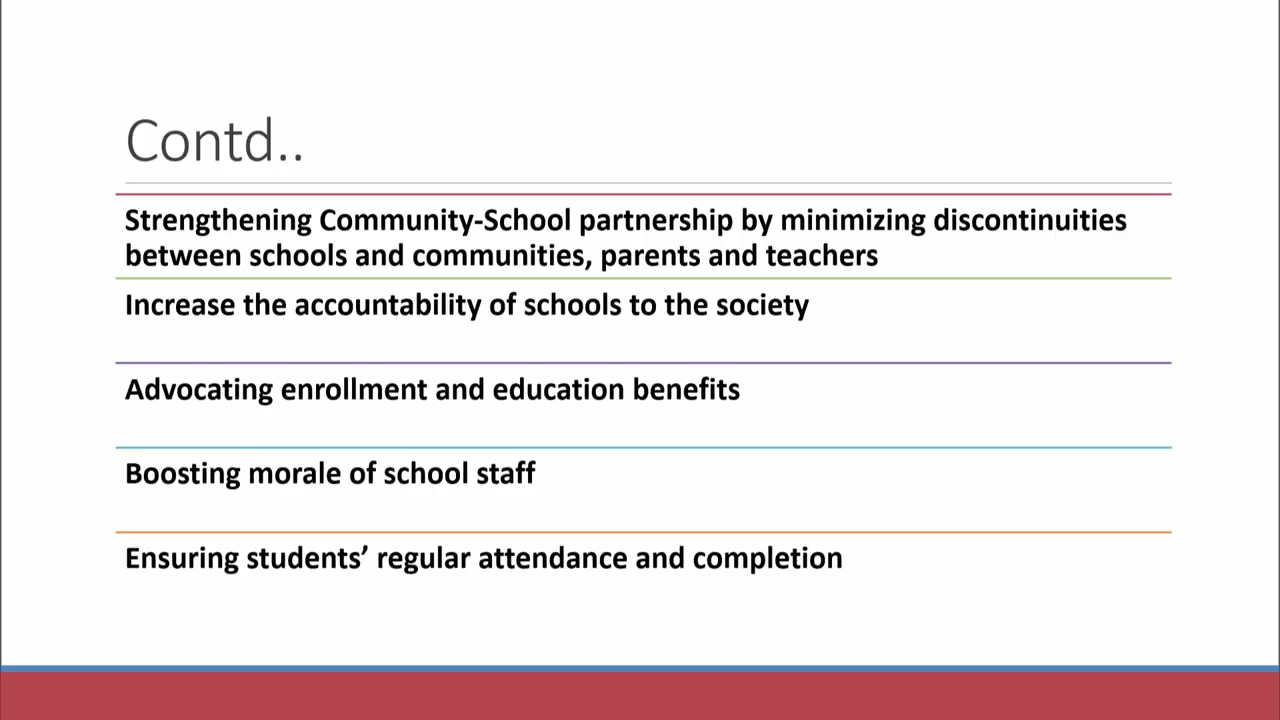 Contd..
Strengthening Community-School partnership by minimizing discontinuities
between schools and communities, parents and teachers
Increase the accountability of schools to the society
Advocating enrollment and education benefits
Boosting morale of school staff
Ensuring students’ regular attendance and completion